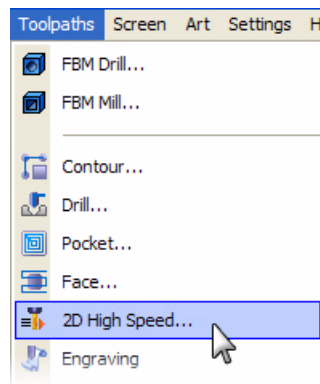 Toolpaths Screen Art Settings H
FBM Drill...
FBM Mill...
Contour...
Drill...
Pocket...
Face...
2D High Speed...
Engraving